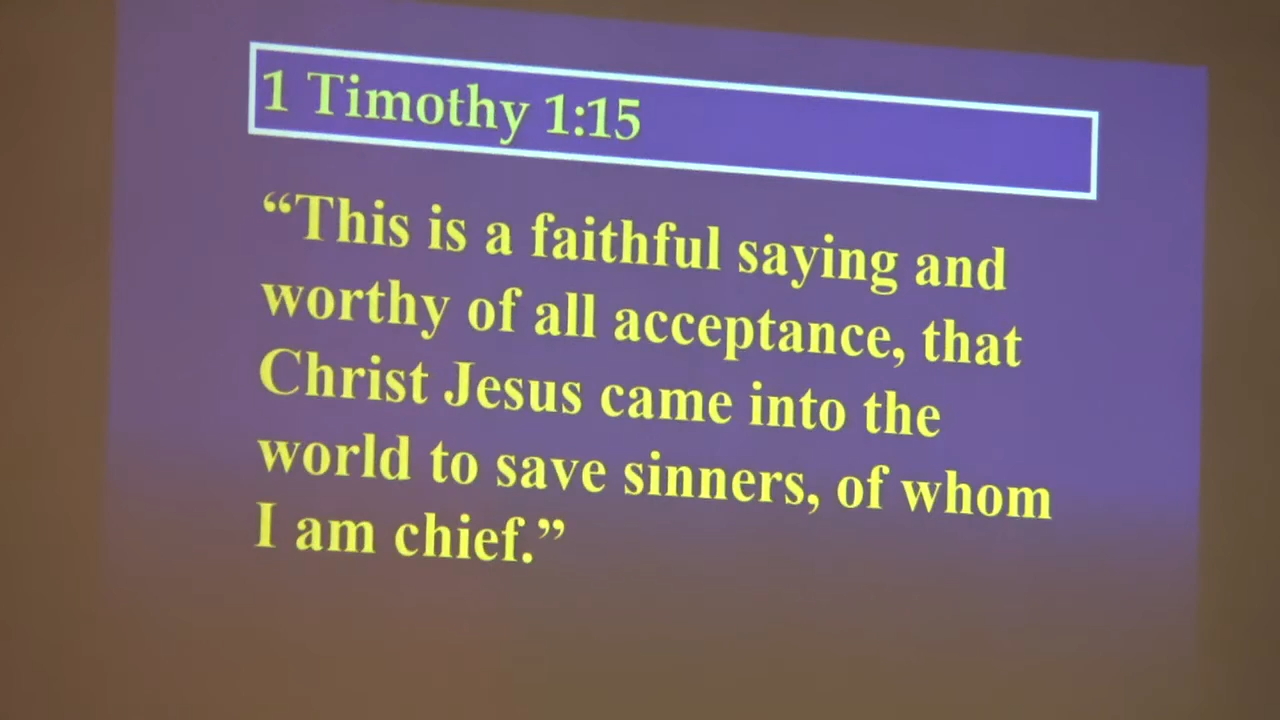 1 Timothy 1:15
“This is a faithful saying and
worthy of all acceptance, that
Christ Jesus came into the
world to save sinners, of whom
I am chief.”